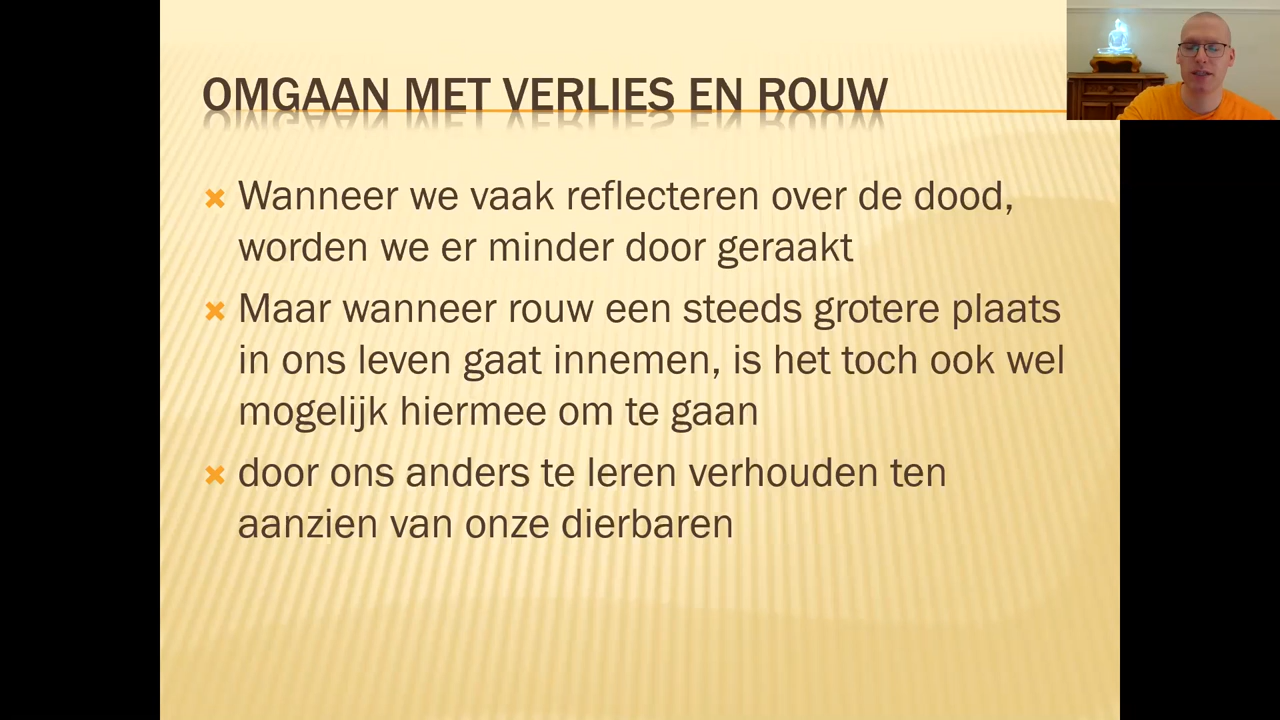 OMGAAN MET VERLIES EN ROUW
Wanneer we vaak reflecteren over de dood,
worden we er minder door geraakt
Maar wanneer rouw een steeds grotere plaats
in ons leven gaat innemen, is het toch ook wel
mogelijk hiermee om te gaan
door ons anders te leren verhouden ten
aanzien van onze dierbaren